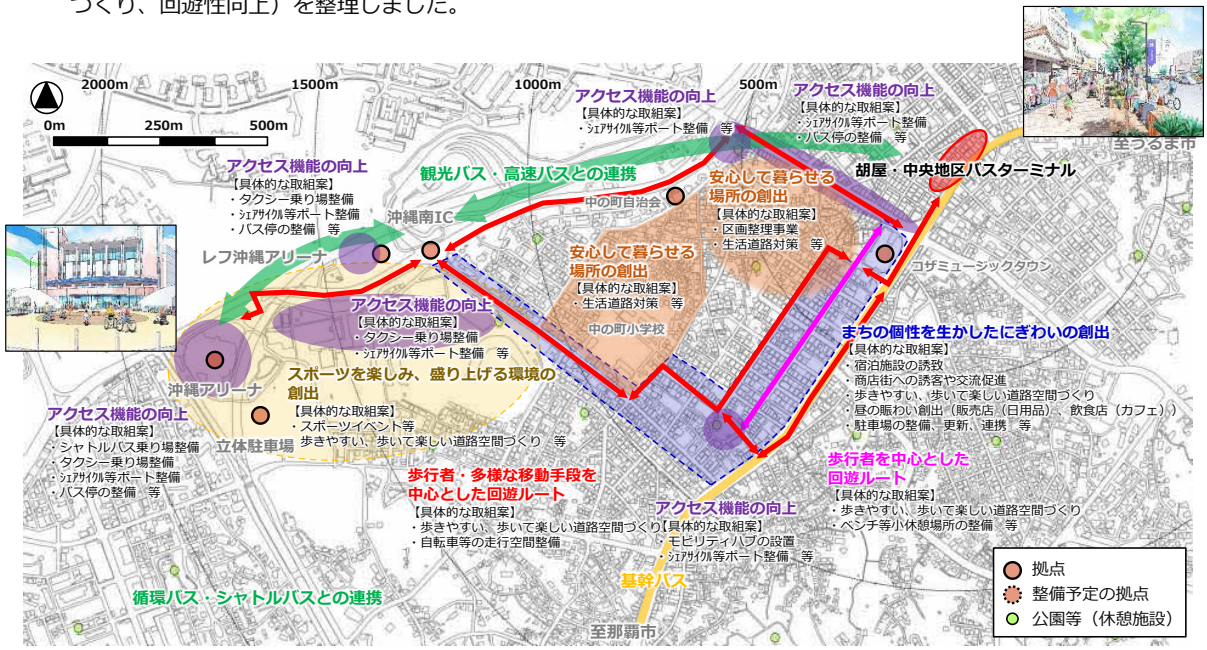 づくり、回遊性向上）を整理しました。
2000m
1500m
1000m
500m
0m
250m
500m
アクセス機能の向上
【具体的な取組案】
・ｼｪｱｻｲｸﾙ等ポート整備　等
アクセス機能の向上
【具体的な取組案】
・シェアサイクル等ポート整備
・バス停の整備　等
至うるま市
胡屋・中央地区バスターミナル
アクセス機能の向上
【具体的な取組案】
・タクシー乗り場整備
・ｼｪｱｻｲｸﾙ等ポート整備
・バス停の整備　等
観光バス・高速バスとの連携
沖縄南IC
レフ沖縄アリーナ
中の町自治会
安心して暮らせる
場所の創出
【具体的な取組案】
・区画整理事業
・生活道路対策　等
安心して暮らせる
場所の創出
【具体的な取組案】
・生活道路対策　等
中の町小学校
コザミュージックタウン
アクセス機能の向上
【具体的な取組案】
・タクシー乗り場整備
・ｼｪｱｻｲｸﾙ等ポート整備　等
まちの個性を生かしたにぎわいの創出
【具体的な取組案】
・宿泊施設の誘致
・商店街への誘客や交流促進
・歩きやすい、歩いて楽しい道路空間づくり
・昼の賑わい創出（販売店（日用品）、飲食店（カフェ））
・駐車場の整備、更新、連携　等
スポーツを楽しみ、盛り上げる環境の
創出
【具体的な取組案】
・スポーツイベント等
・歩きやすい、歩いて楽しい道路空間づくり　等
沖縄アリーナ
立体駐車場
アクセス機能の向上
【具体的な取組案】
・シャトルバス乗り場整備
・タクシー乗り場整備
・ｼｪｱｻｲｸﾙ等ポート整備
・バス停の整備　等
歩行者・多様な移動手段を
中心とした回遊ルート
【具体的な取組案】
・歩きやすい、歩いて楽しい道路空間づくり
・自転車等の走行空間整備
アクセス機能の向上
【具体的な取組案】
・モビリティハブの設置
・ｼｪｱｻｲｸﾙ等ポート整備　等
歩行者を中心とした
回遊ルート
【具体的な取組案】
・歩きやすい、歩いて楽しい道路空間づくり
・ベンチ等小休憩場所の整備　等
循環バス・シャトルバスとの連携
基幹バス
至那覇市
拠点
整備予定の拠点
公園等（休憩施設）